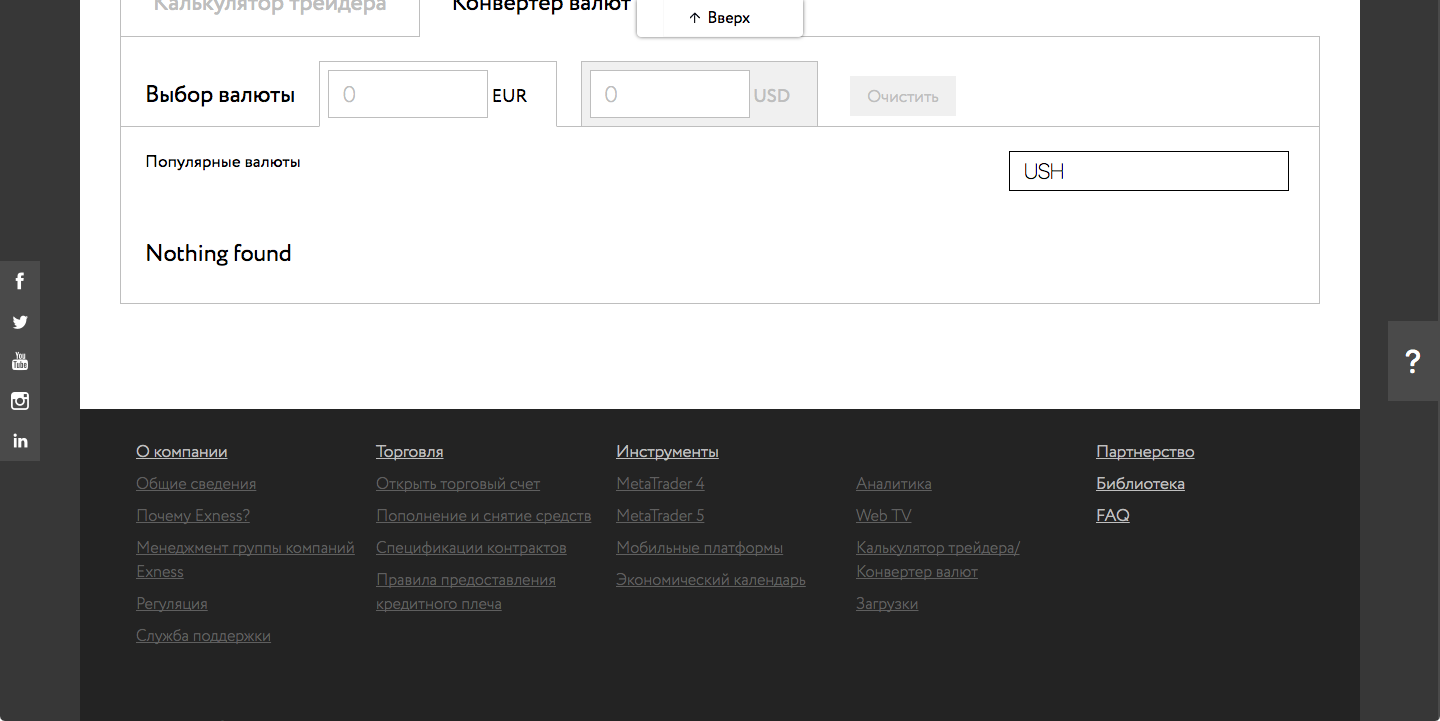 Калькулятор трейдера
Конвертер валют
↑ Вверх
Выбор валюты
0 EUR
0 USD
Очистить
Популярные валюты
USH
Nothing found
f
You Tube
in
?
О компании
Общие сведения
Почему Exness?
Менеджмент группы компаний
Exness
Регуляция
Служба поддержки
Торговля
Открыть торговый счет
Пополнение и снятие средств
Спецификации контрактов
Правила предоставления
кредитного плеча
Инструменты
MetaTrader 4
MetaTrader 5
Мобильные платформы
Экономический календарь
Аналитика
Web TV
Калькулятор трейдера/
Конвертер валют
Загрузки
Партнерство
Библиотека
FAQ